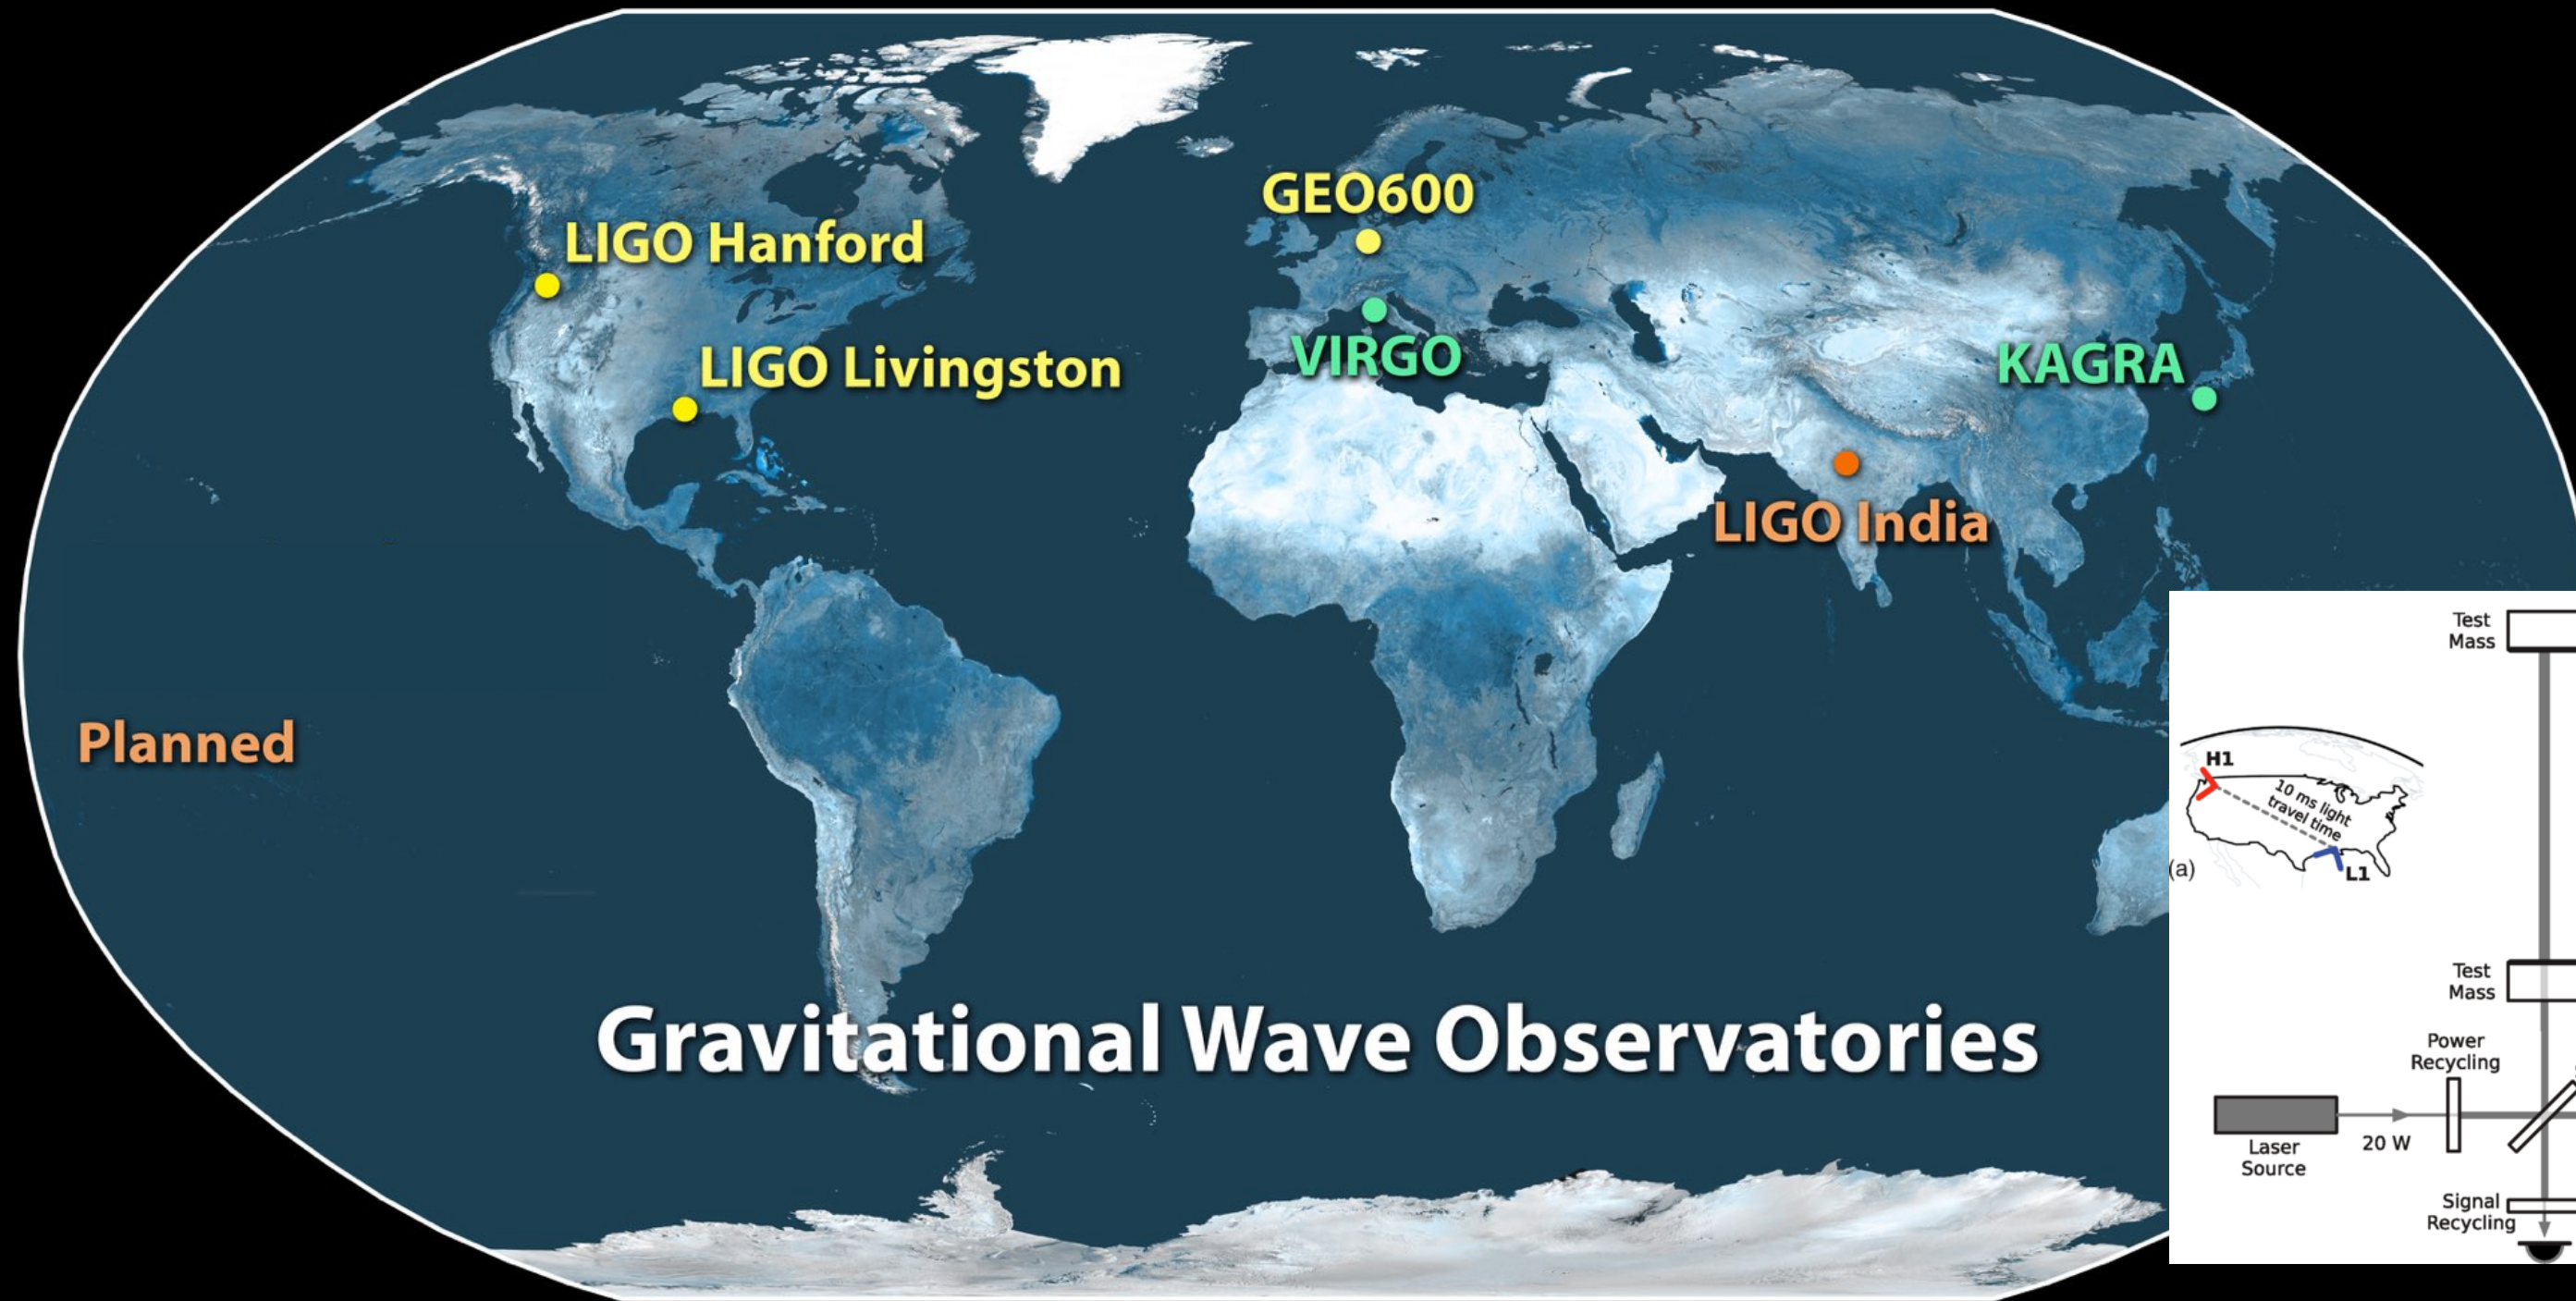 GEO600
LIGO Hanford
VIRGO
LIGO Livingston
KAGRA
LIGO India
Planned
Gravitational Wave Observatories
Test
Mass
H1
10 ms light
travel time
L1
(a)
Test
Mass
Power
Recycling
Laser
Source
20 W
Signal
Recycling